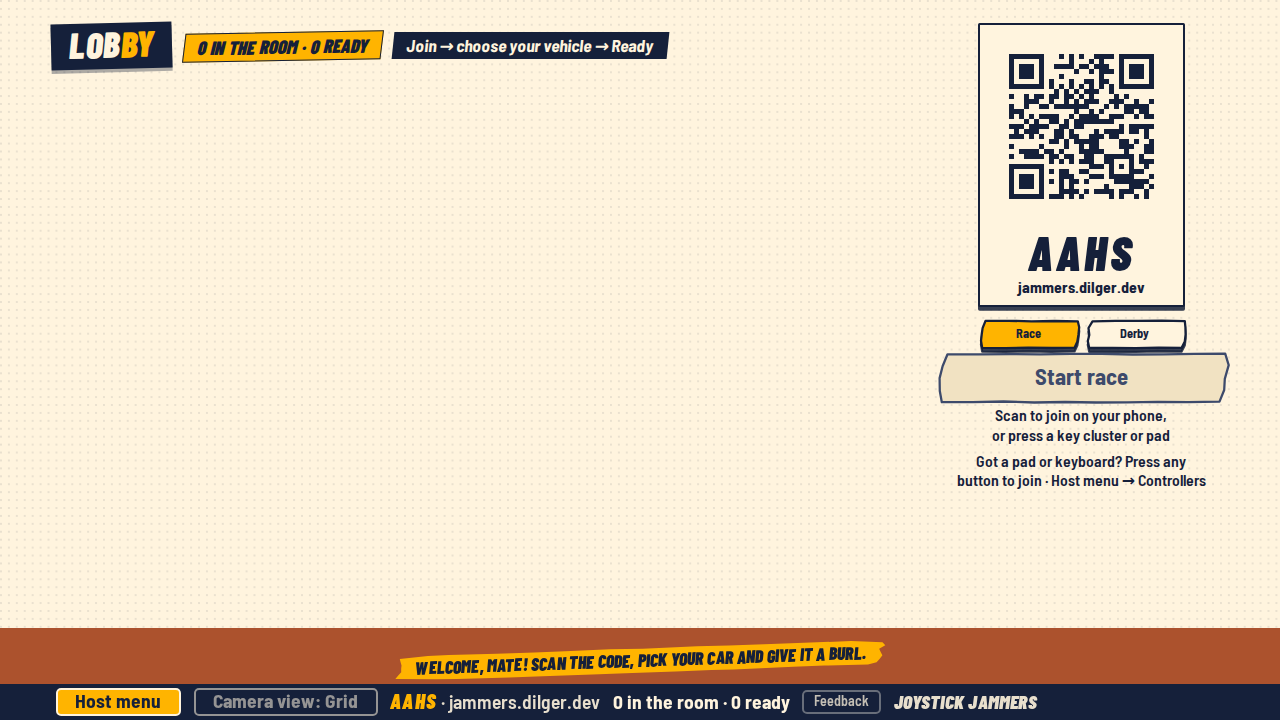 LOBBY
0 IN THE ROOM · 0 READY
Join → choose your vehicle → Ready
AAHS
jammers.dilger.dev
Race
Derby
Start race
Scan to join on your phone,
or press a key cluster or pad
Got a pad or keyboard? Press any
button to join · Host menu → Controllers
WELCOME, MATE! SCAN THE CODE, PICK YOUR CAR AND GIVE IT A BURL.
Host menu
Camera view: Grid
AAHS · jammers.dilger.dev
0 in the room · 0 ready
Feedback
JOYSTICK JAMMERS